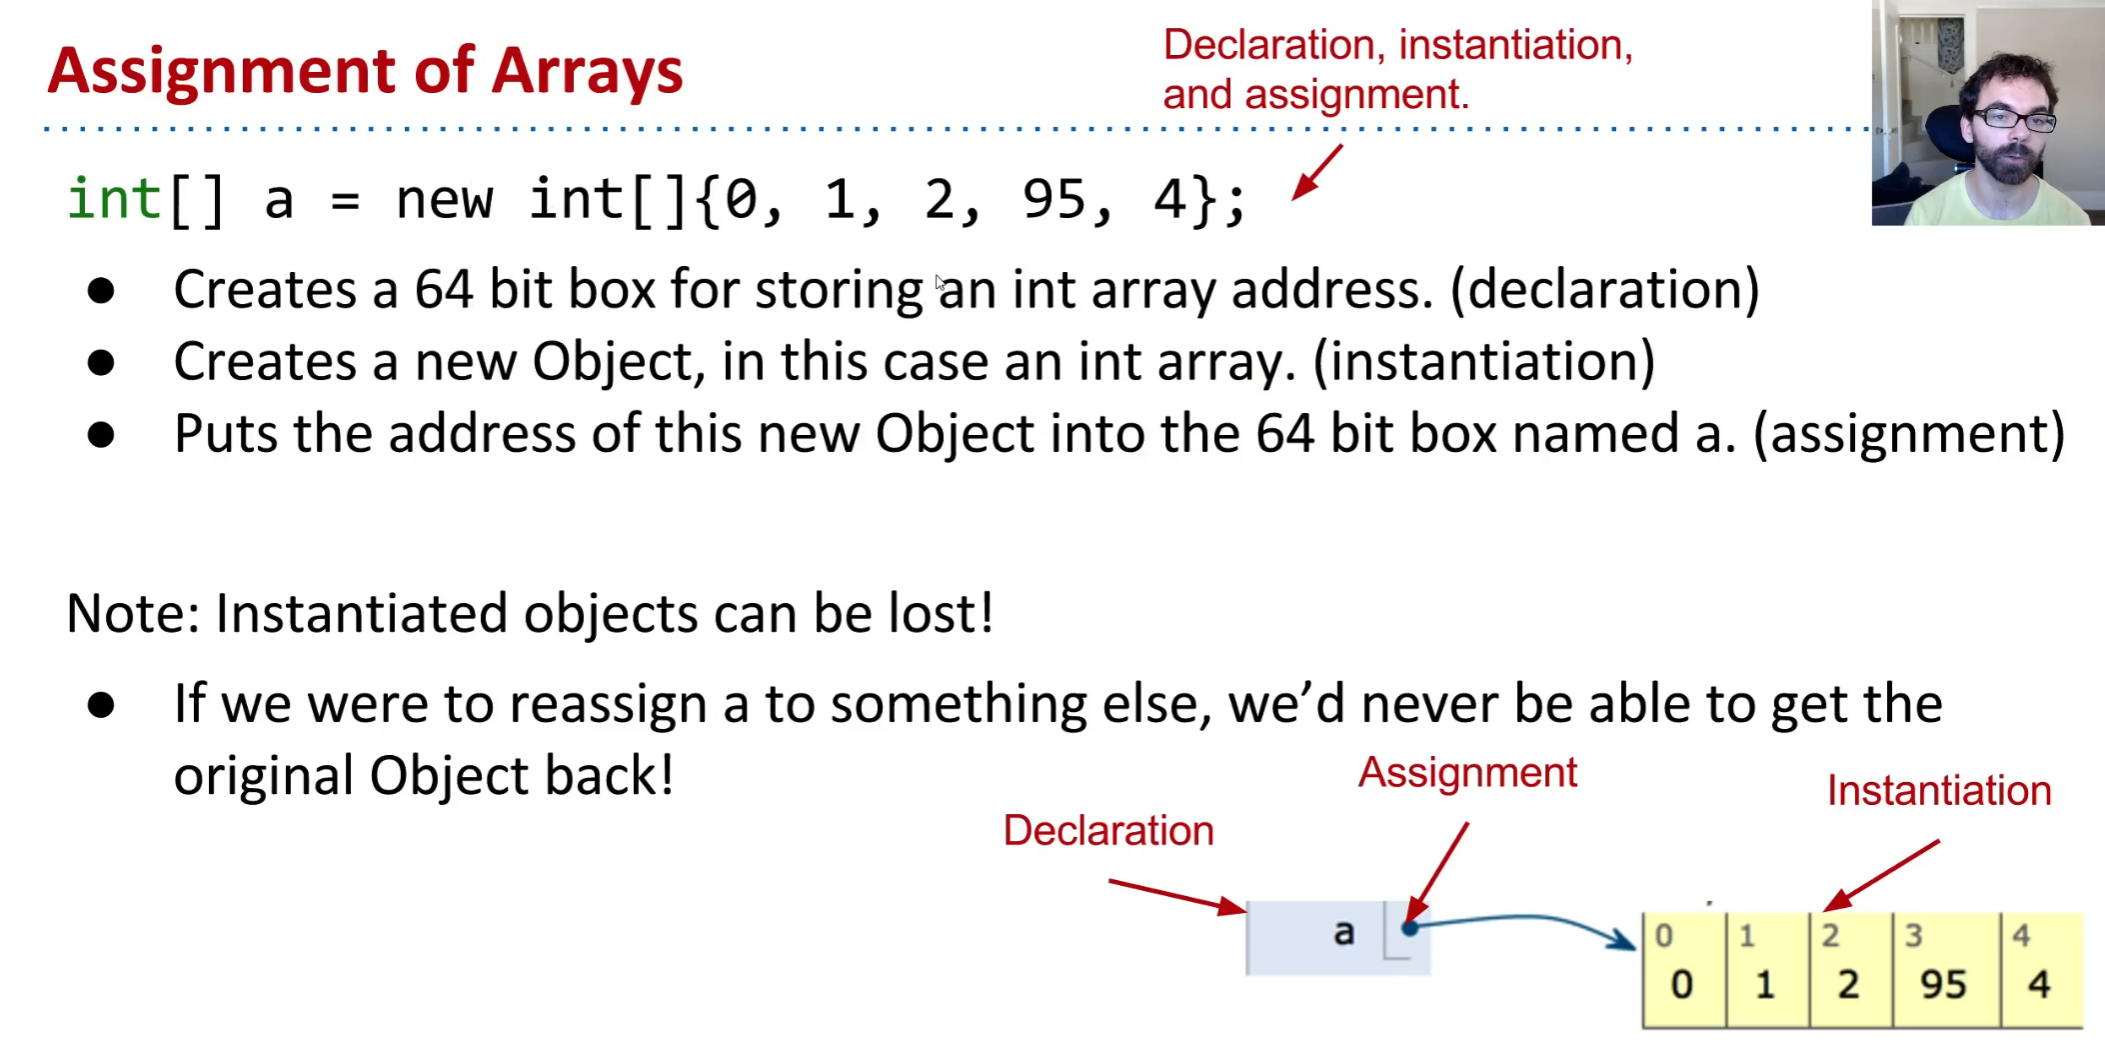 Assignment of Arrays
Declaration, instantiation,
and assignment.
int[] a = new int[]{0, 1, 2, 95, 4};
● Creates a 64 bit box for storing an int array address. (declaration)
● Creates a new Object, in this case an int array. (instantiation)
● Puts the address of this new Object into the 64 bit box named a. (assignment)
Note: Instantiated objects can be lost!
● If we were to reassign a to something else, we’d never be able to get the
original Object back!
Declaration
Assignment
Instantiation
a
0 1 2 3 4
0 1 2 95 4